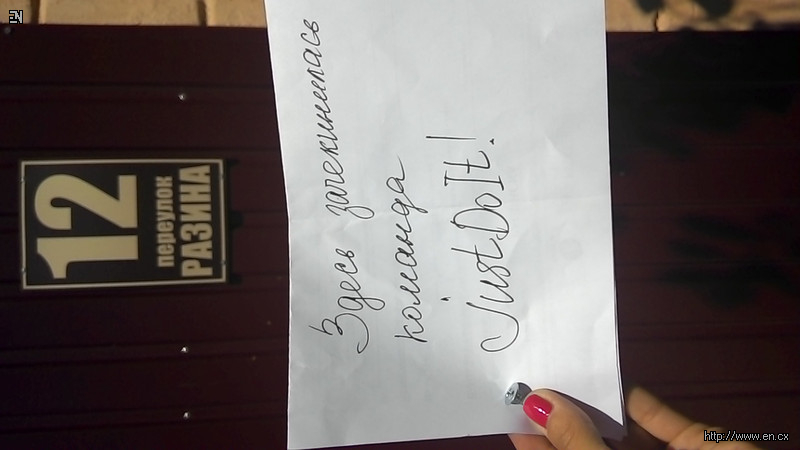 12
переулок
РАЗИНА
Здесь зачекинилась
команда
JustDoIt!
EN
http://www.en.cx